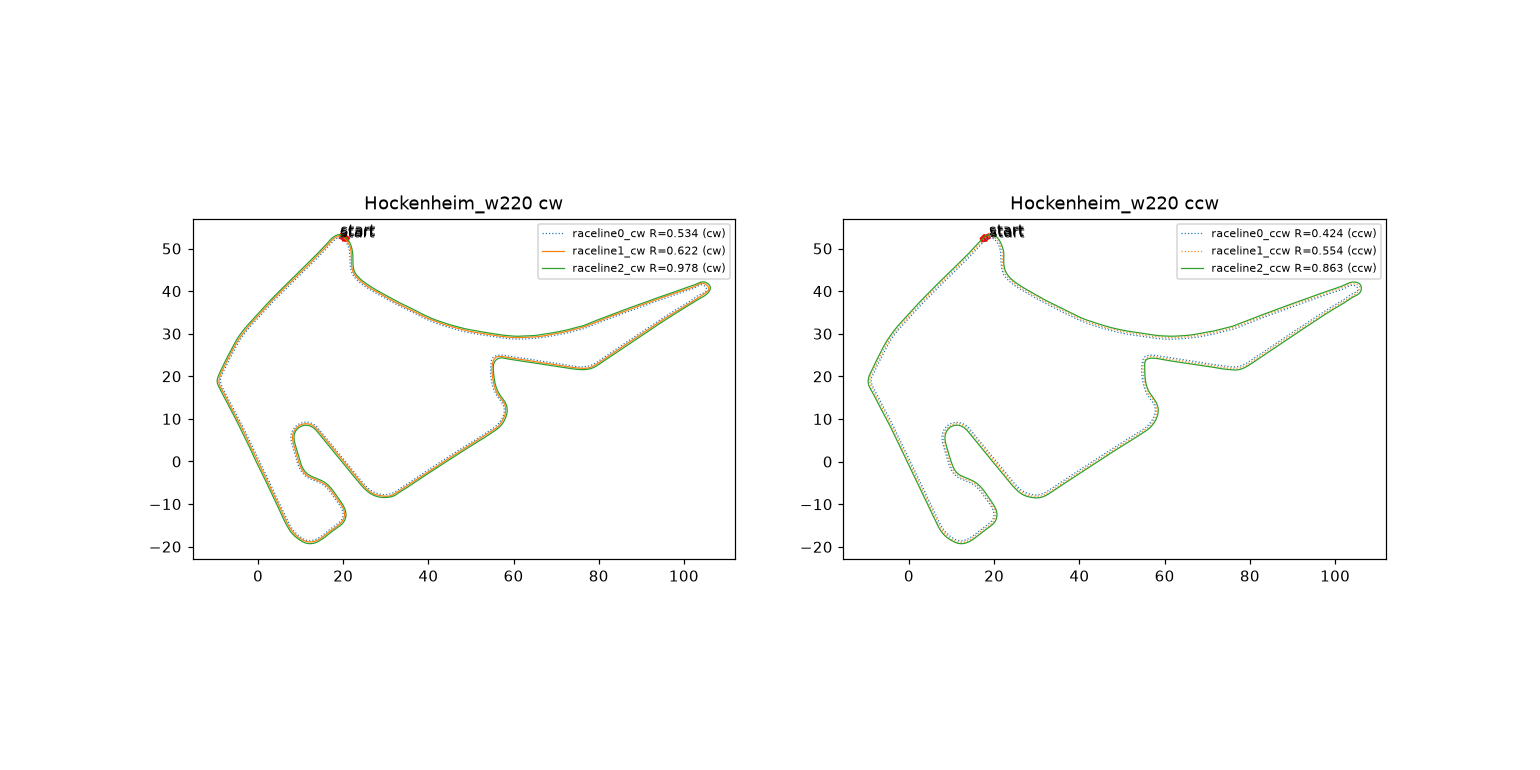 Hockenheim_w220 cw
start
start
raceline0_cw R=0.534 (cw)
raceline1_cw R=0.622 (cw)
raceline2_cw R=0.978 (cw)
50
40
30
20
10
0
−10
−20
0
20
40
60
80
100
Hockenheim_w220 ccw
start
start
raceline0_ccw R=0.424 (ccw)
raceline1_ccw R=0.554 (ccw)
raceline2_ccw R=0.863 (ccw)
50
40
30
20
10
0
−10
−20
0
20
40
60
80
100